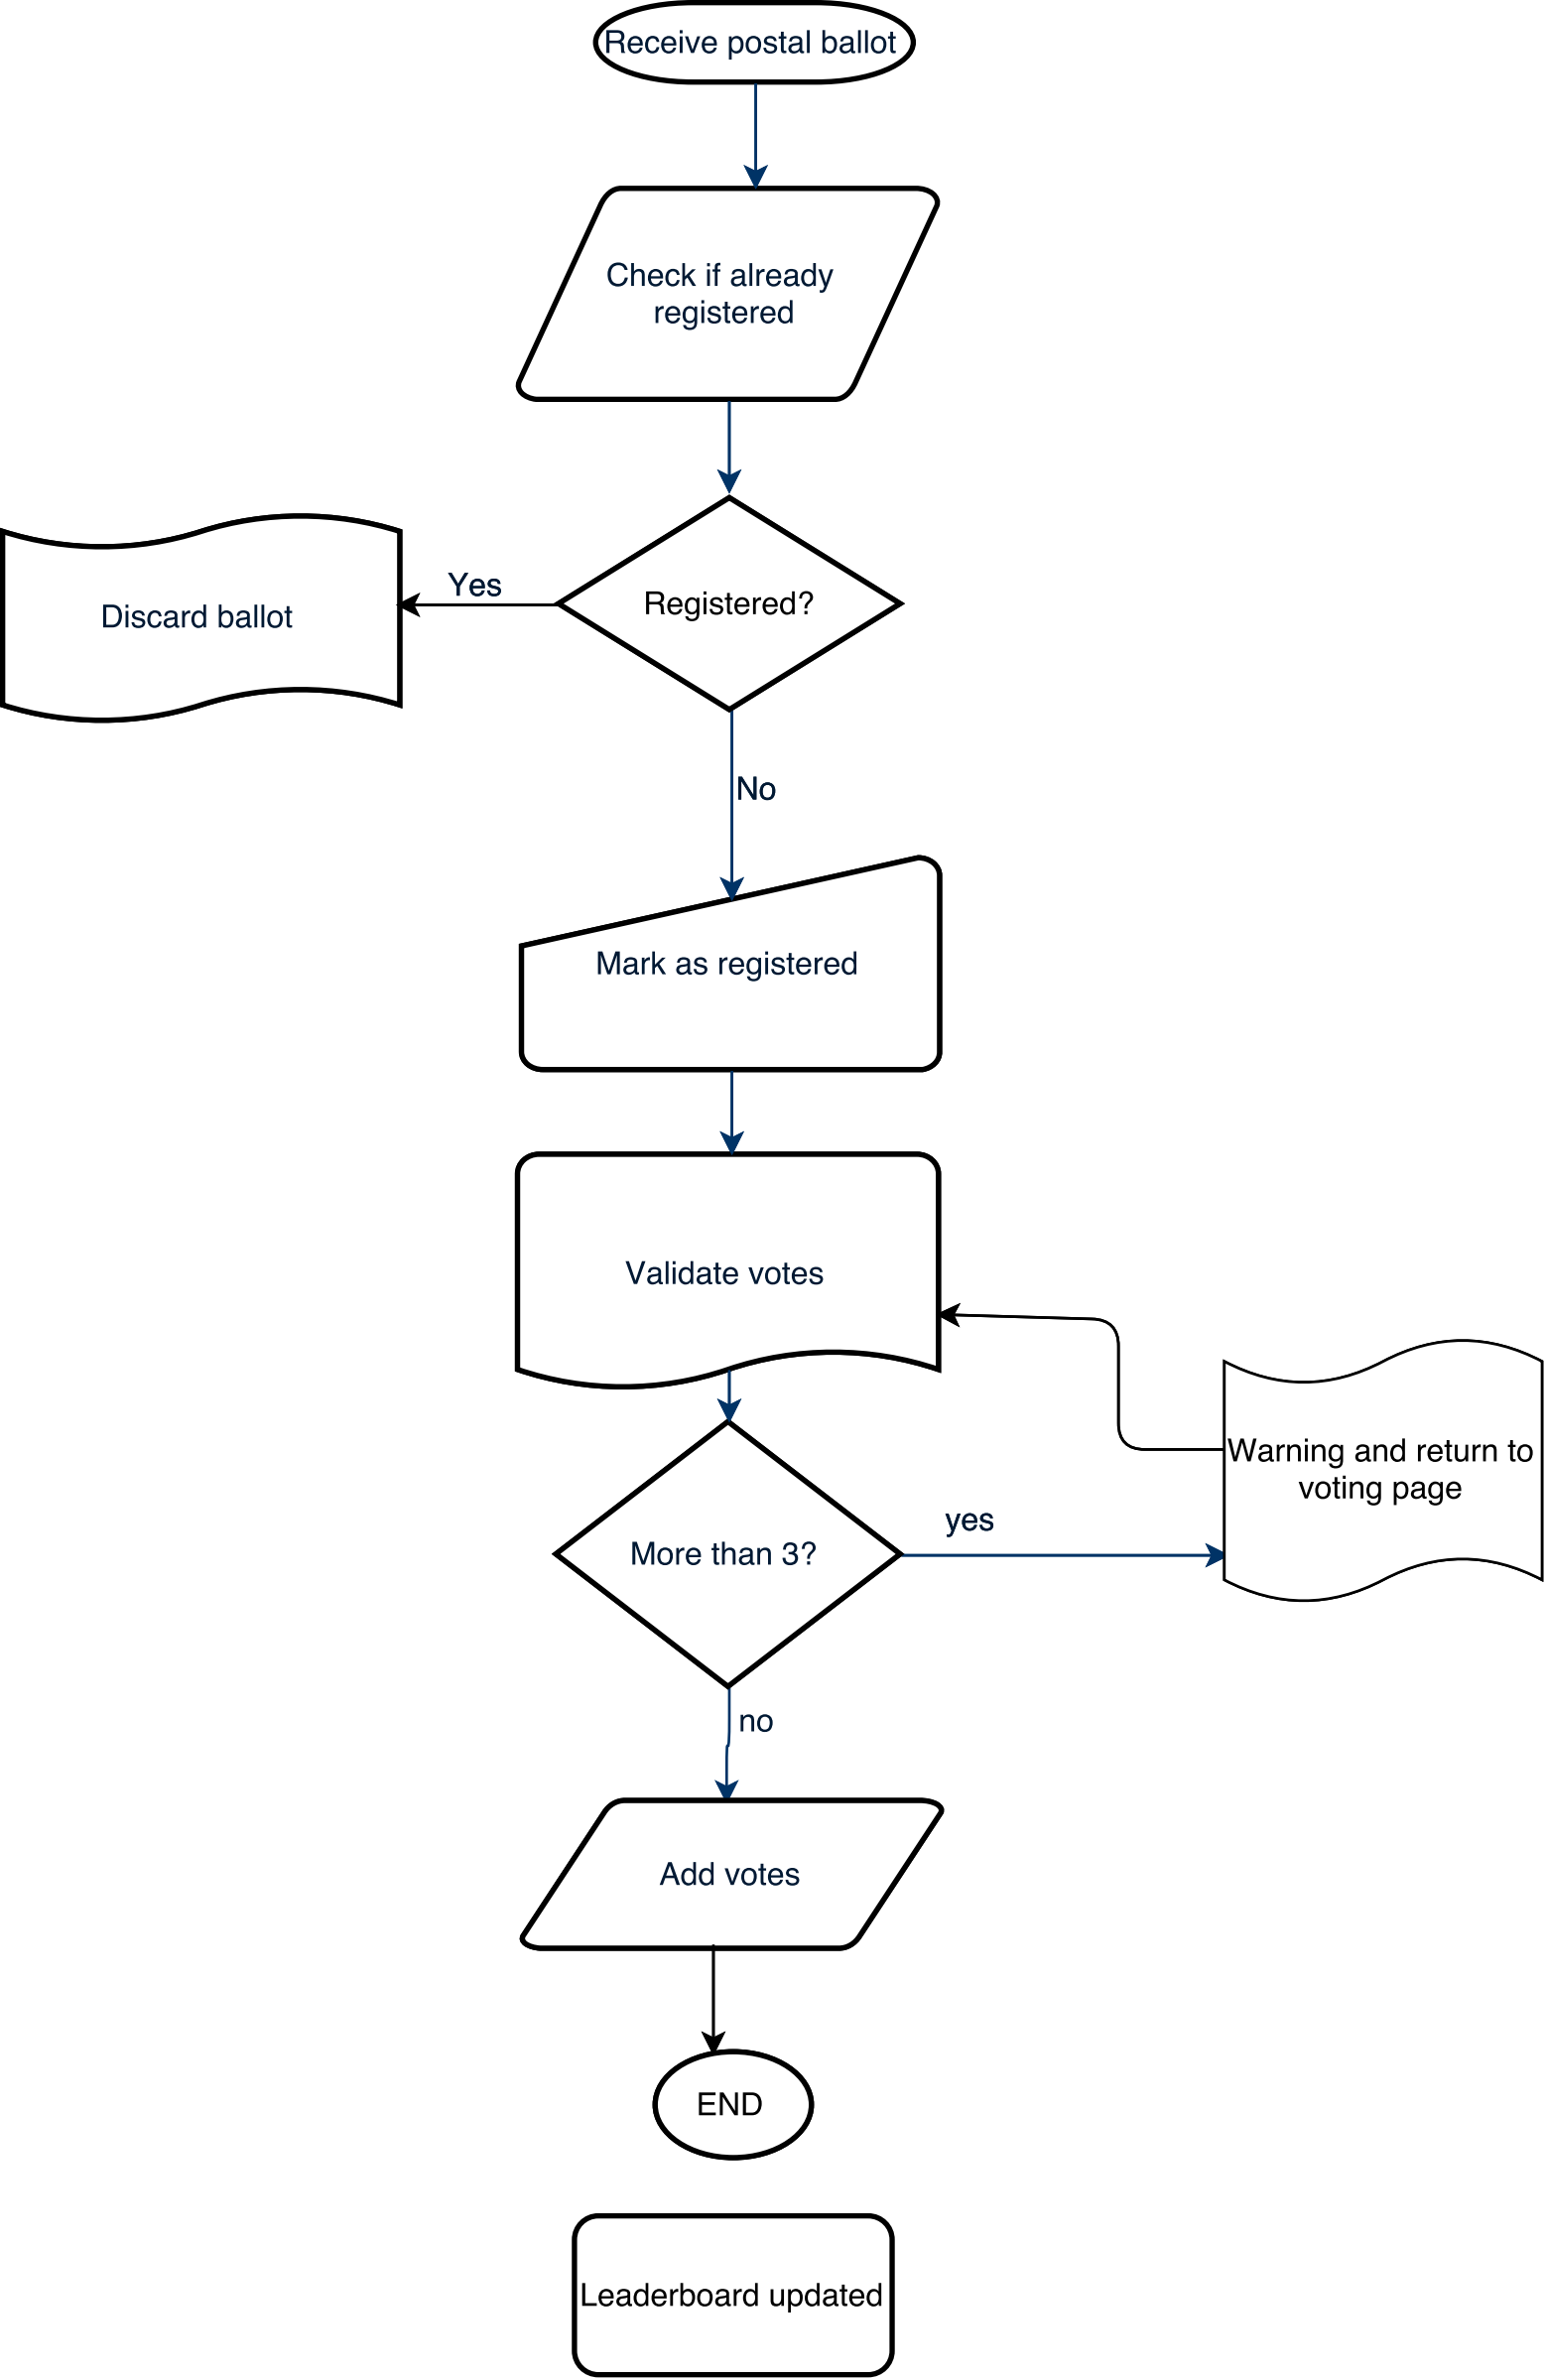 Receive postal ballot
Check if already
registered
Registered?
Yes
Discard ballot
No
Mark as registered
Validate votes
Warning and return to
voting page
More than 3?
yes
no
Add votes
END
Leaderboard updated